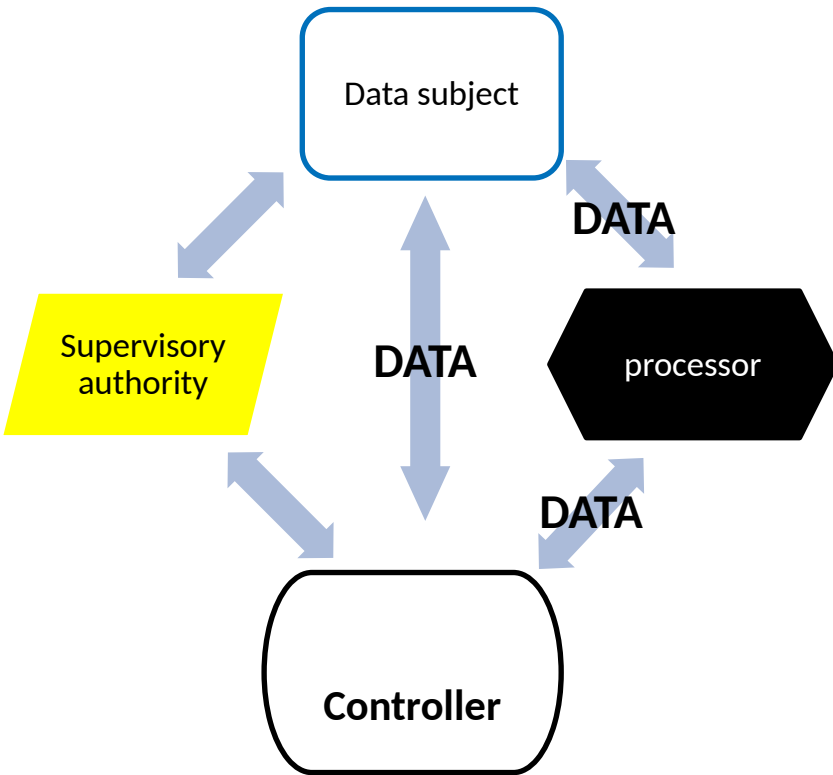 Data subject
DATA
Supervisory
authority
DATA
processor
DATA
Controller